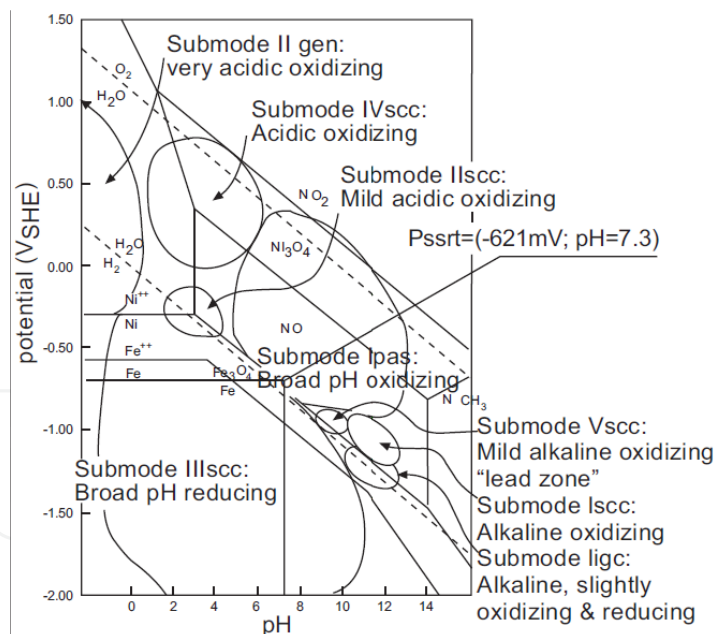 1.50
1.00
0.50
0.00
-0.50
-1.00
-1.50
-2.00
potential (VSHE)
0
2
4
6
8
10
12
14
pH
Submode II gen:
very acidic oxidizing
O2
H2O
Submode IVscc:
Acidic oxidizing
Submode IIscc:
Mild acidic oxidizing
N O2
Pssrt=(-621mV; pH=7.3)
Ni3O4
H2O
H2
Ni++
Ni
N O
Fe++
Submode Ipas:
Broad pH oxidizing
Fe
Fe3O4
Fe
N CH3
Submode Vscc:
Mild alkaline oxidizing
"lead zone"
Submode IIIscc:
Broad pH reducing
Submode Iscc:
Alkaline oxidizing
Submode Iigc:
Alkaline, slightly
oxidizing & reducing